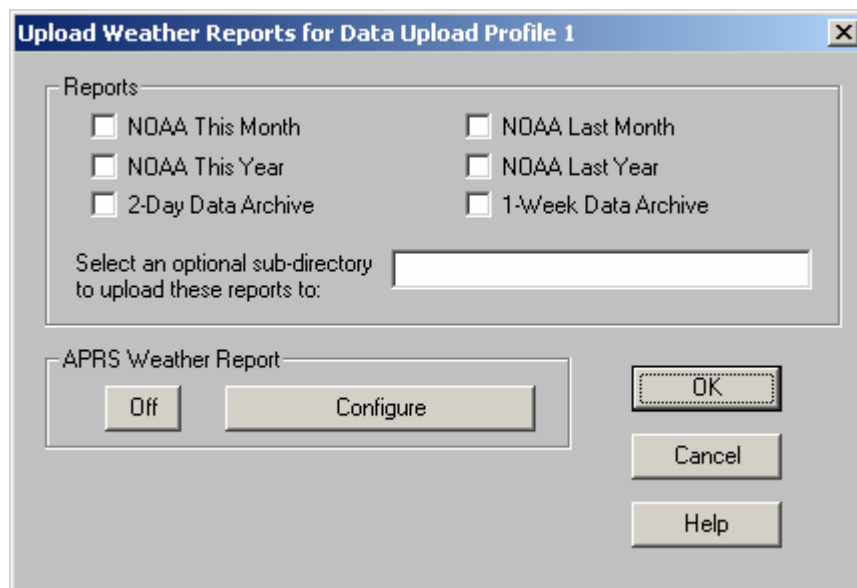 Upload Weather Reports for Data Upload Profile 1
Reports
NOAA This Month
NOAA Last Month
NOAA This Year
NOAA Last Year
2-Day Data Archive
1-Week Data Archive
Select an optional sub-directory
to upload these reports to:
APRS Weather Report
Off
Configure
OK
Cancel
Help